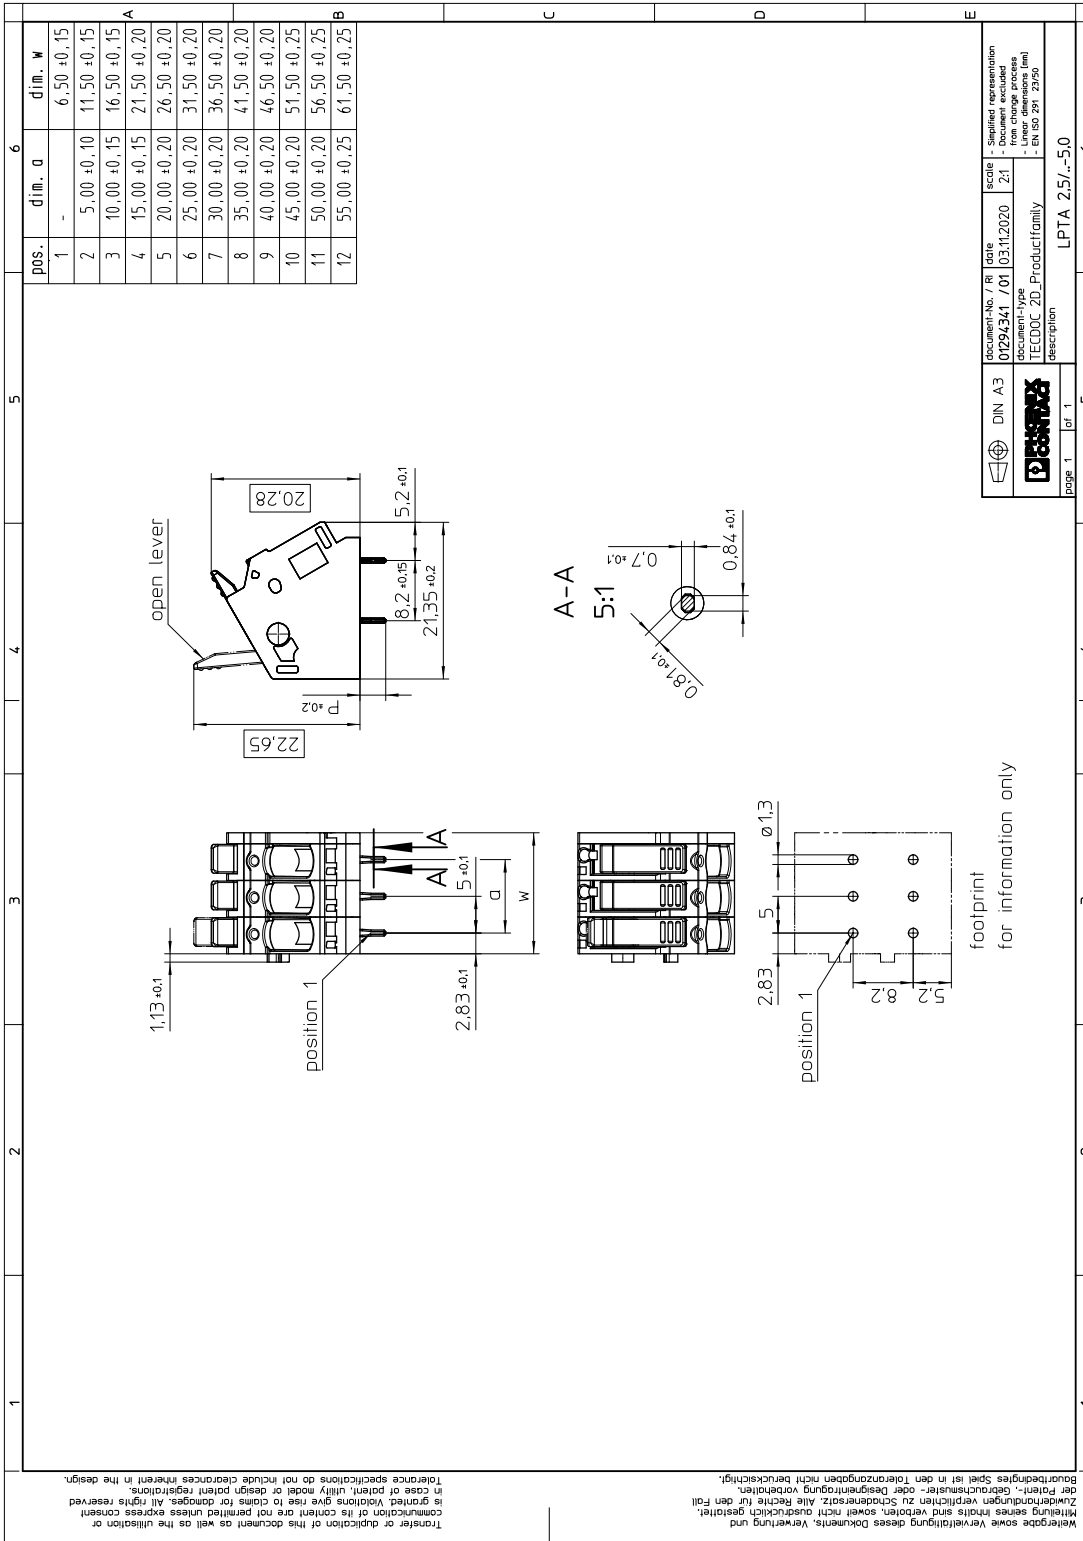 1 2 3 4 5 6
A
B
C
D
E
pos. dim. a dim. w
1 - 6,50 ±0,15
2 5,00 ±0,10 11,50 ±0,15
3 10,00 ±0,15 16,50 ±0,15
4 15,00 ±0,15 21,50 ±0,20
5 20,00 ±0,20 26,50 ±0,20
6 25,00 ±0,20 31,50 ±0,20
7 30,00 ±0,20 36,50 ±0,20
8 35,00 ±0,20 41,50 ±0,20
9 40,00 ±0,20 46,50 ±0,20
10 45,00 ±0,20 51,50 ±0,25
11 50,00 ±0,20 56,50 ±0,25
12 55,00 ±0,25 61,50 ±0,25
1,13 ±0,1
position 1
2,83 ±0,1
5 ±0,1
a
w
A
A
22,65
P ±0,2
open lever
20,28
8,2 ±0,15
5,2 ±0,1
21,35 ±0,2
A-A
5:1
0,81 ±0,1
0,7 ±0,1
0,84 ±0,1
2,83
5
ø1,3
position 1
8,2
5,2
footprint
for information only
DIN A3
PHOENIX
CONTACT
page 1 of 1
document-No. / RI
01294341 / 01
date
03.11.2020
scale
2:1
- Simplified representation
- Document excluded
from change process
- Linear dimensions [mm]
- EN ISO 291 23/50
document-type
TECDOC 2D_Productfamily
description
LPTA 2,5/..-5,0
Transfer or duplication of this document as well as the utilisation or
communication of its content are not permitted unless express consent
is granted. Violations give rise to claims for damages. All rights reserved
in case of patent, utility model or design patent registrations.
Tolerance specifications do not include clearances inherent in the design.
Weitergabe sowie Vervielfältigung dieses Dokuments, Verwertung und
Mitteilung seines Inhalts sind verboten, soweit nicht ausdrücklich gestattet.
Zuwiderhandlungen verpflichten zu Schadenersatz. Alle Rechte für den Fall
der Patent-, Gebrauchsmuster- oder Designeintragung vorbehalten.
Bauartbedingtes Spiel ist in den Toleranzangaben nicht berücksichtigt.